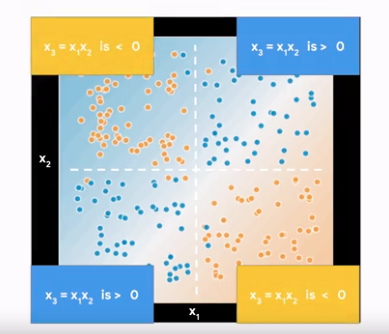 x₃ = x₁x₂ is < 0
x₃ = x₁x₂ is > 0
x₂
x₃ = x₁x₂ is > 0
x₃ = x₁x₂ is < 0
x₁